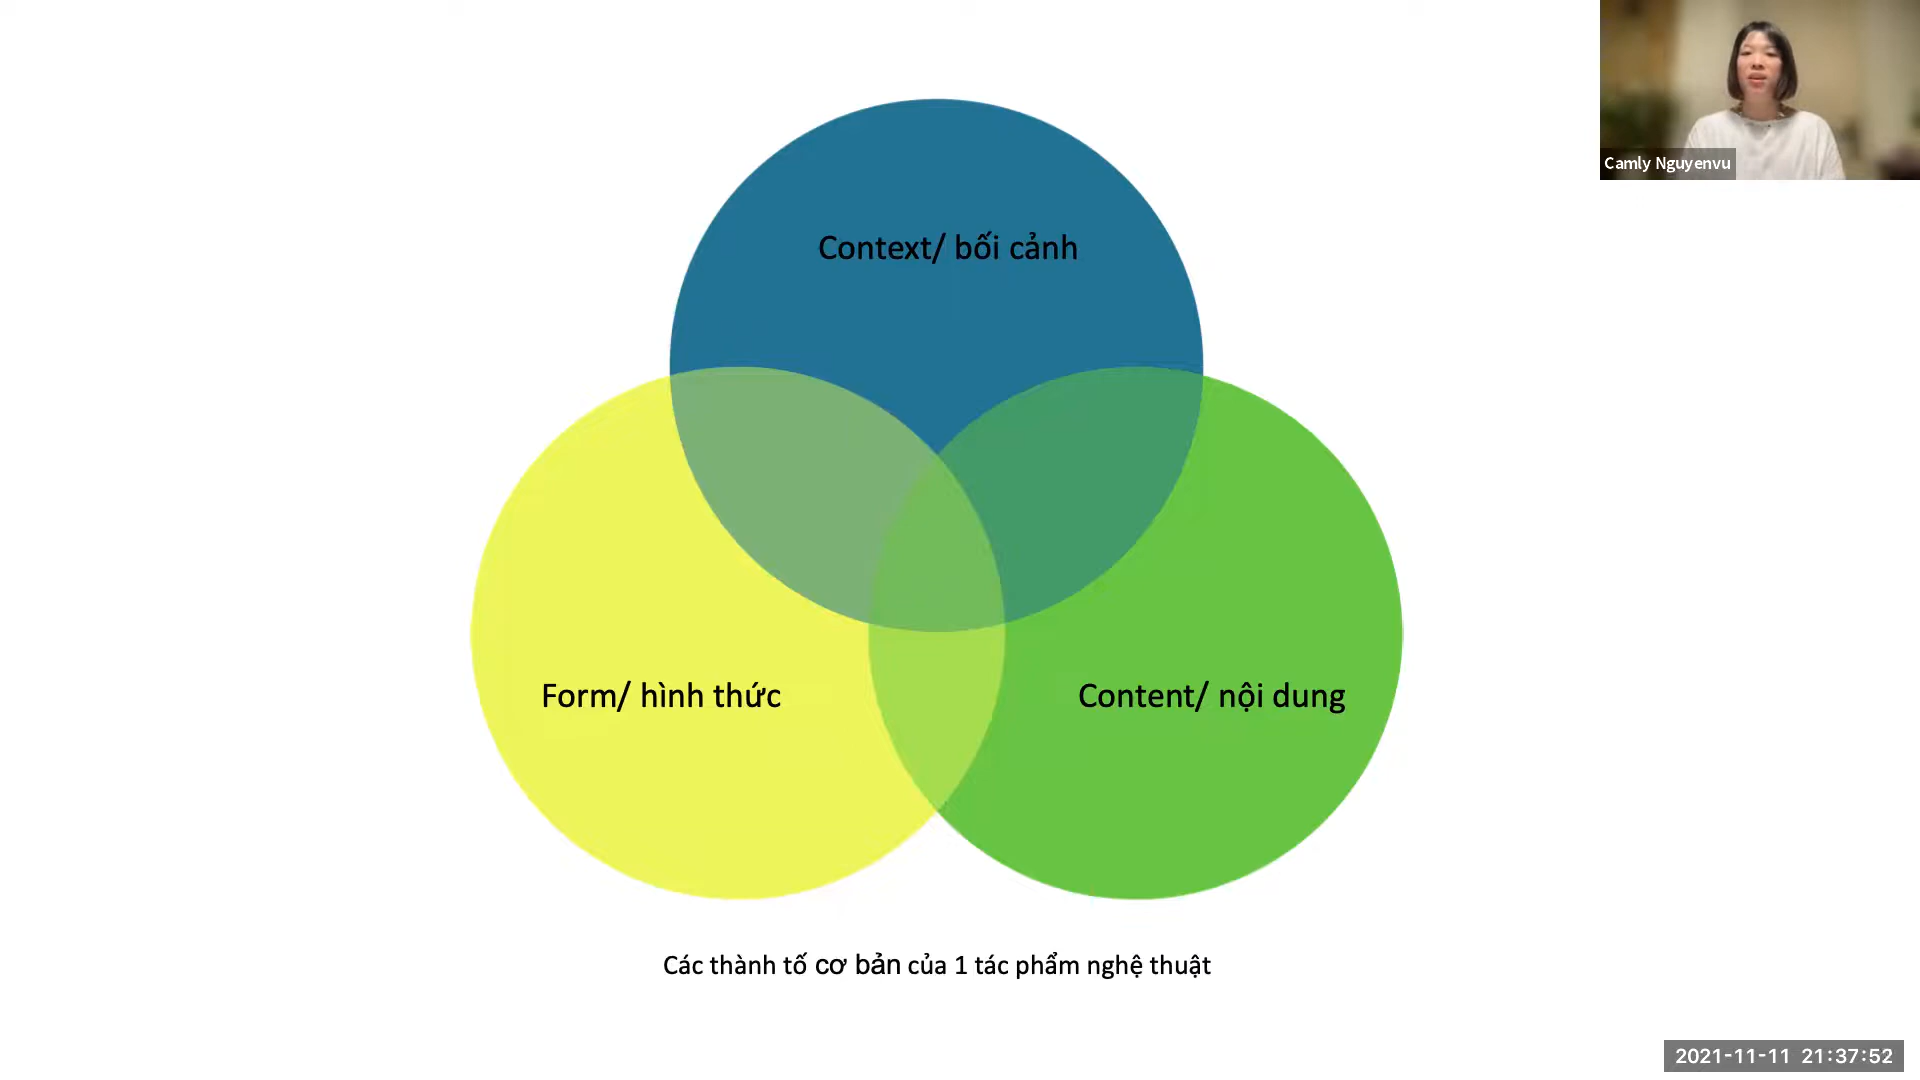 Camly Nguyenvu
Context/ bối cảnh
Form/ hình thức
Content/ nội dung
Các thành tố cơ bản của 1 tác phẩm nghệ thuật
2021-11-11 21:37:52